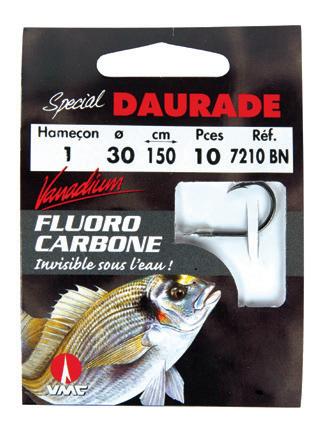 Special DAURADE
Hameçon ø cm Pces Réf.
1 30 150 10 7210 BN
Vanadium
FLUORO
CARBONE
Invisible sous l'eau !
VMC